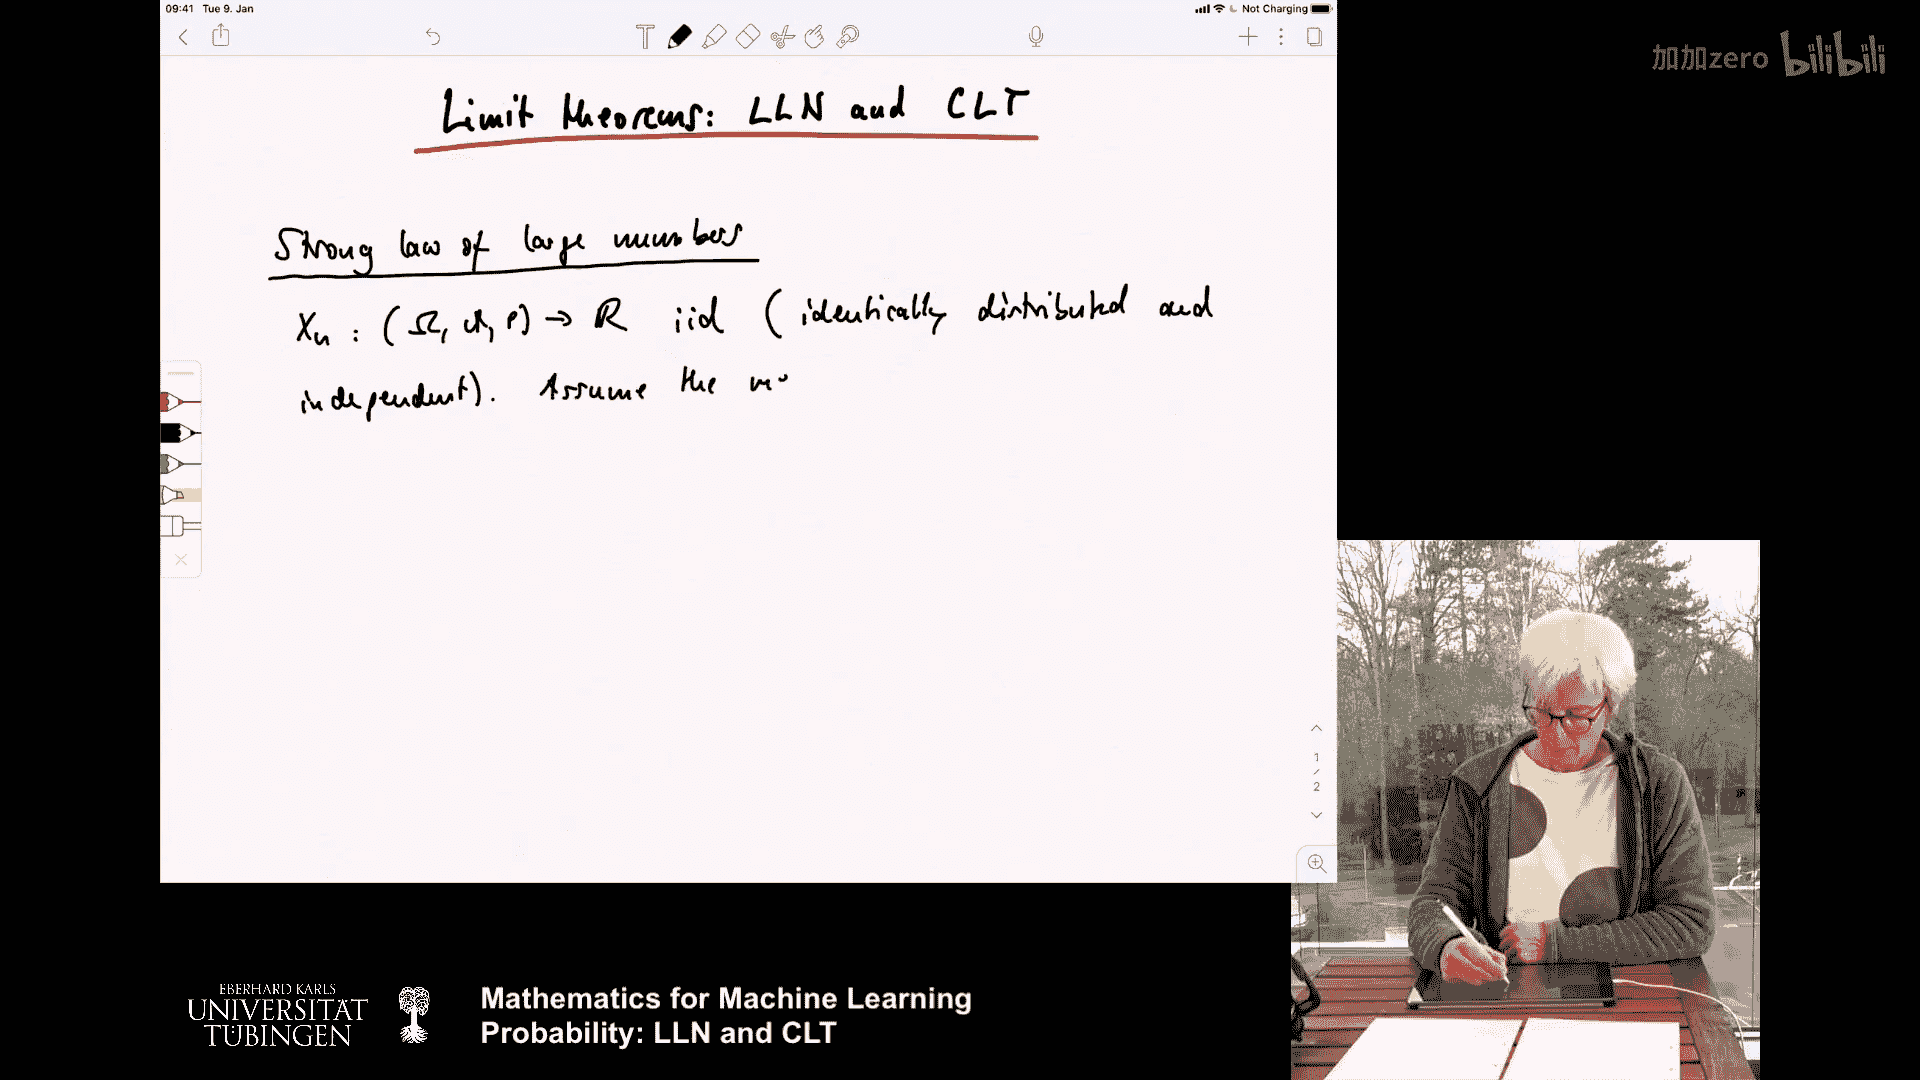 09:41 Tue 9. Jan
Not Charging
加加zero bilibili
Limit theorems: LLN and CLT
Strong law of large numbers
Xn : (Ω, 𝒜, P) → ℝ iid ( identically distributed and
independent). Assume the
1
/
2
EBERHARD KARLS
UNIVERSITÄT
TÜBINGEN
Mathematics for Machine Learning
Probability: LLN and CLT